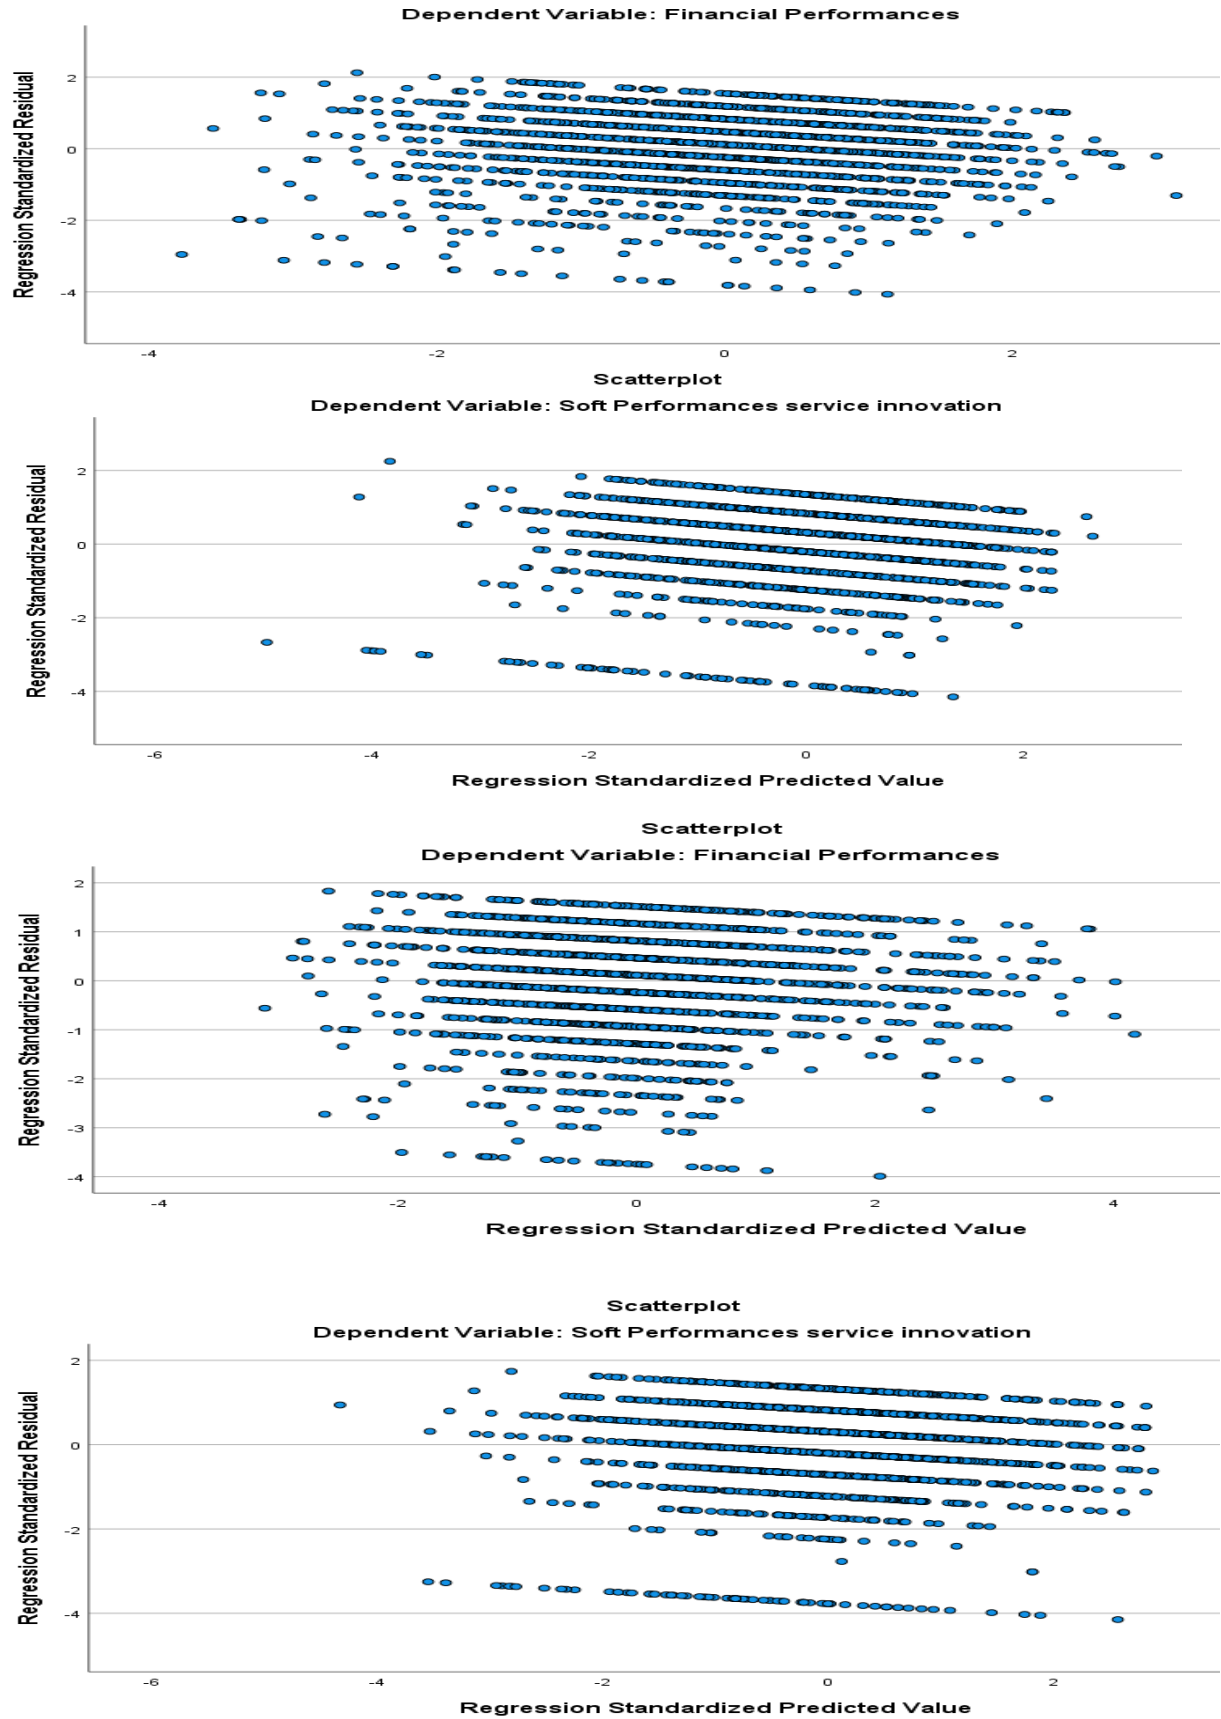 Dependent Variable: Financial Performances
Regression Standardized Residual
2
0
-2
-4
-4
-2
0
2
Scatterplot
Dependent Variable: Soft Performances service innovation
Regression Standardized Residual
2
0
-2
-4
-6
-4
-2
0
2
Regression Standardized Predicted Value
Scatterplot
Dependent Variable: Financial Performances
Regression Standardized Residual
2
1
0
-1
-2
-3
-4
-4
-2
0
2
4
Regression Standardized Predicted Value
Scatterplot
Dependent Variable: Soft Performances service innovation
Regression Standardized Residual
2
0
-2
-4
-6
-4
-2
0
2
Regression Standardized Predicted Value